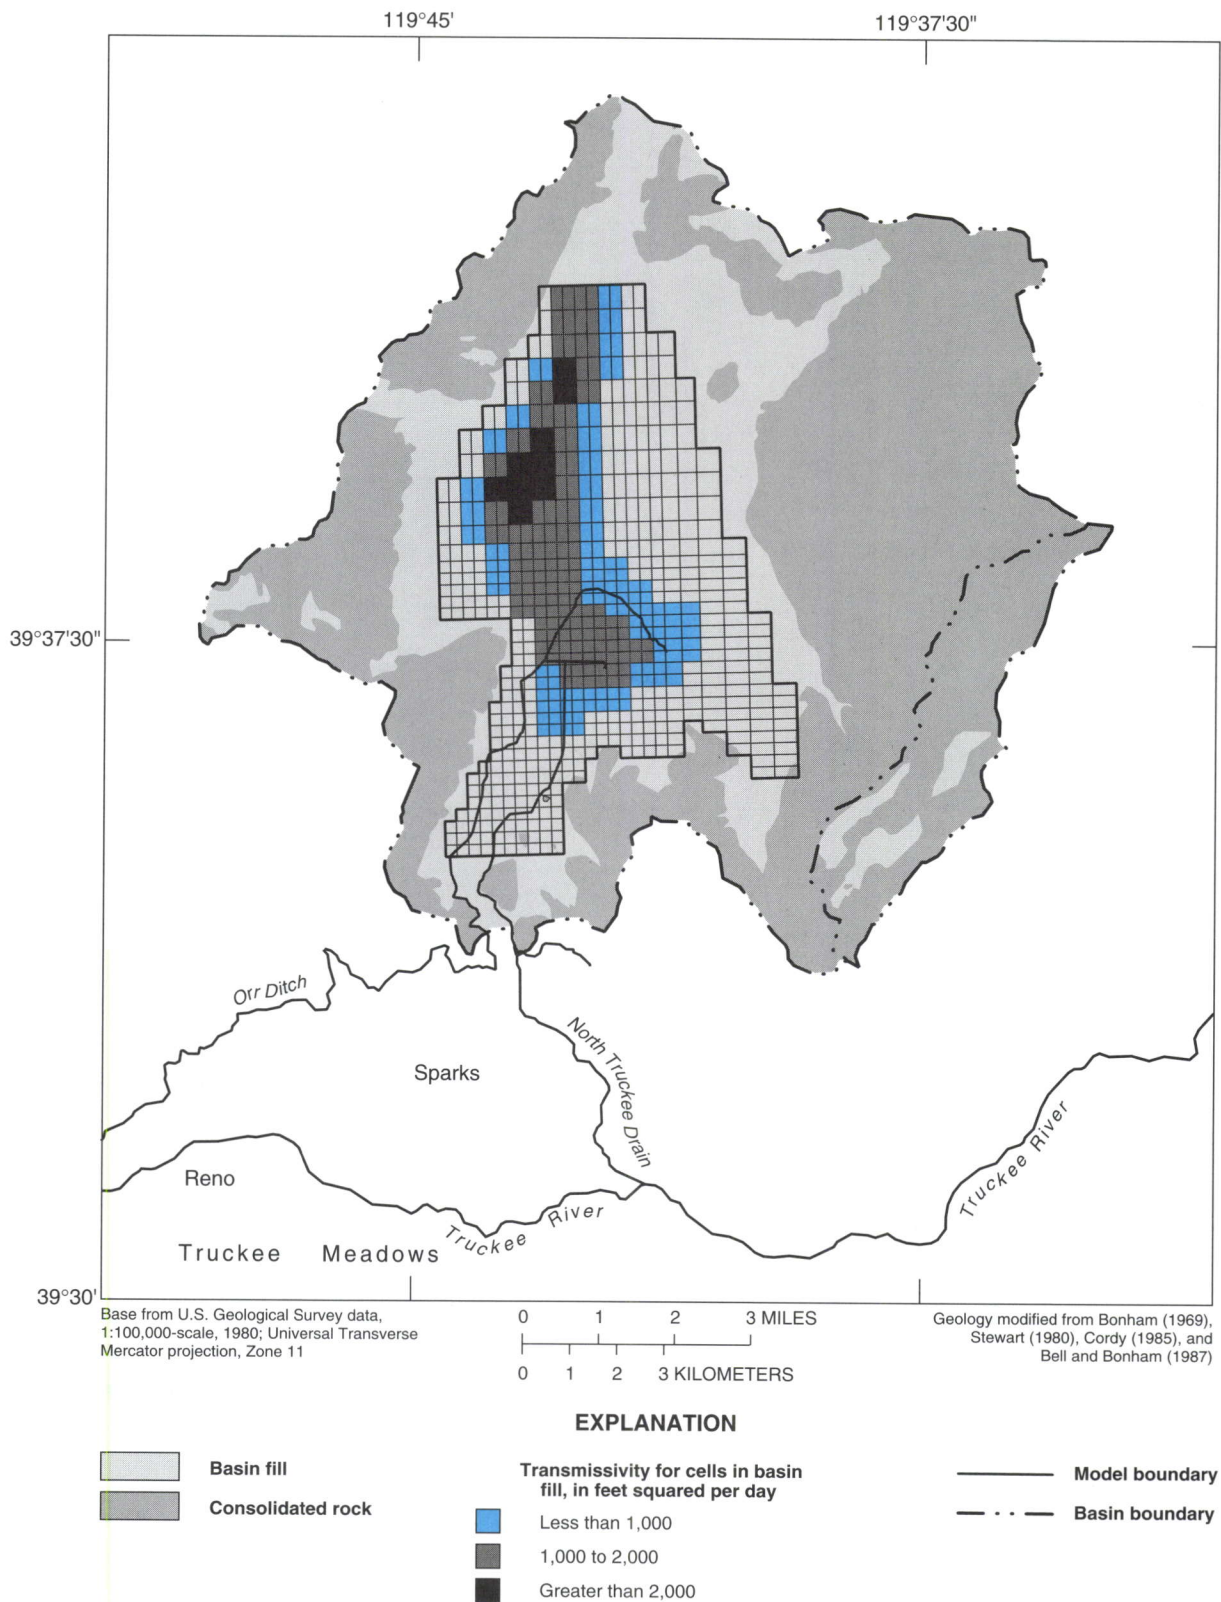 119°45'
119°37'30"
39°37'30"
Orr Ditch
North Truckee Drain
Sparks
Truckee River
Reno
Truckee River
Truckee Meadows
39°30'
Base from U.S. Geological Survey data,
1:100,000-scale, 1980; Universal Transverse
Mercator projection, Zone 11
0 1 2 3 MILES
0 1 2 3 KILOMETERS
Geology modified from Bonham (1969),
Stewart (1980), Cordy (1985), and
Bell and Bonham (1987)
EXPLANATION
Basin fill
Consolidated rock
Transmissivity for cells in basin
fill, in feet squared per day
Less than 1,000
1,000 to 2,000
Greater than 2,000
Model boundary
Basin boundary